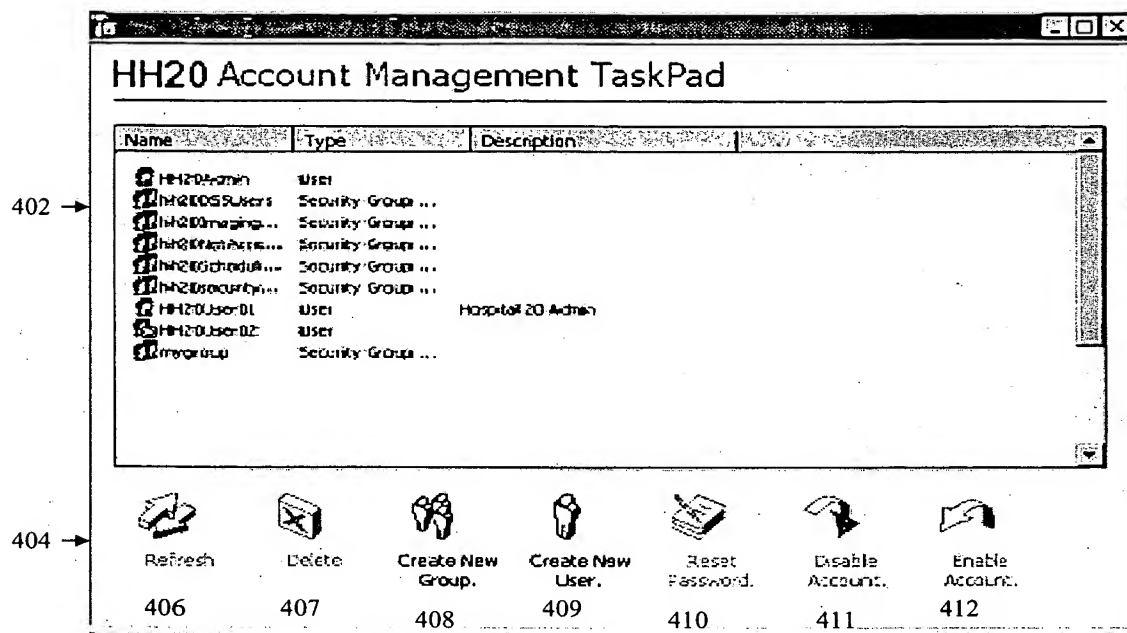 HH20 Account Management TaskPad
Name Type Description
HH20Admin User
402
Security Group ...
Security Group ...
Security Group ...
Security Group ...
Security Group ...
HH20User01 User Hospital 20 Admin
HH20User02 User
mygroup Security Group ...
404
Refresh Delete Create New Group. Create New User. Reset Password. Disable Account. Enable Account.
406 407 408 409 410 411 412